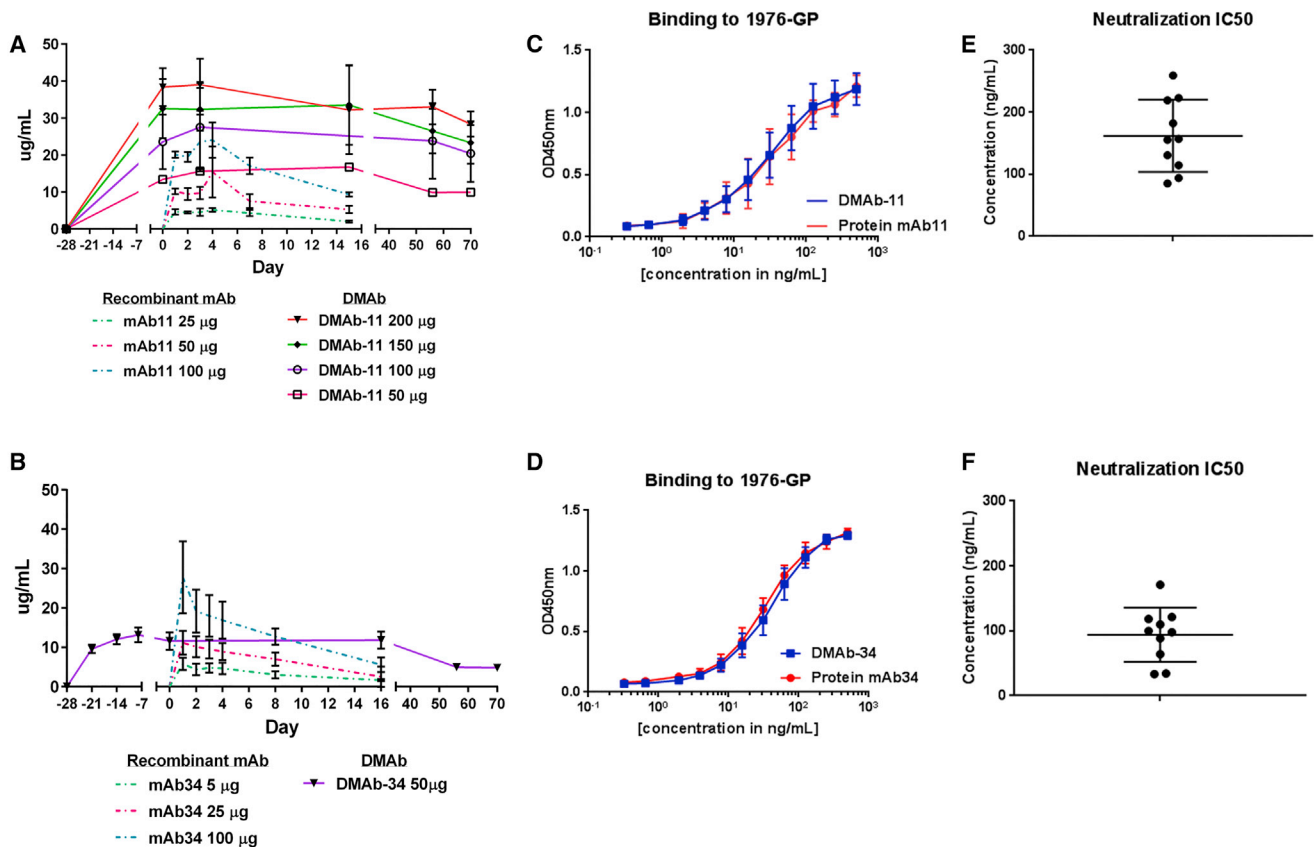 A
50
40
30
20
10
0
ug/mL
-28 -21 -14 -7 0 2 4 6 8 10 12 14 16 40 50 60 70
Day
Recombinant mAb
mAb11 25 μg
mAb11 50 μg
mAb11 100 μg
DMAb
DMAb-11 200 μg
DMAb-11 150 μg
DMAb-11 100 μg
DMAb-11 50 μg
C
Binding to 1976-GP
1.5
1.0
0.5
0.0
OD450nm
10-1 100 101 102 103
[concentration in ng/mL]
DMAb-11
Protein mAb11
E
Neutralization IC50
300
200
100
0
Concentration (ng/mL)
B
50
40
30
20
10
0
ug/mL
-28 -21 -14 -7 0 2 4 6 8 10 12 14 16 40 50 60 70
Day
Recombinant mAb
mAb34 5 μg
mAb34 25 μg
mAb34 100 μg
DMAb
DMAb-34 50μg
D
Binding to 1976-GP
1.5
1.0
0.5
0.0
OD450nm
10-1 100 101 102 103
[concentration in ng/mL]
DMAb-34
Protein mAb34
F
Neutralization IC50
300
200
100
0
Concentration (ng/mL)